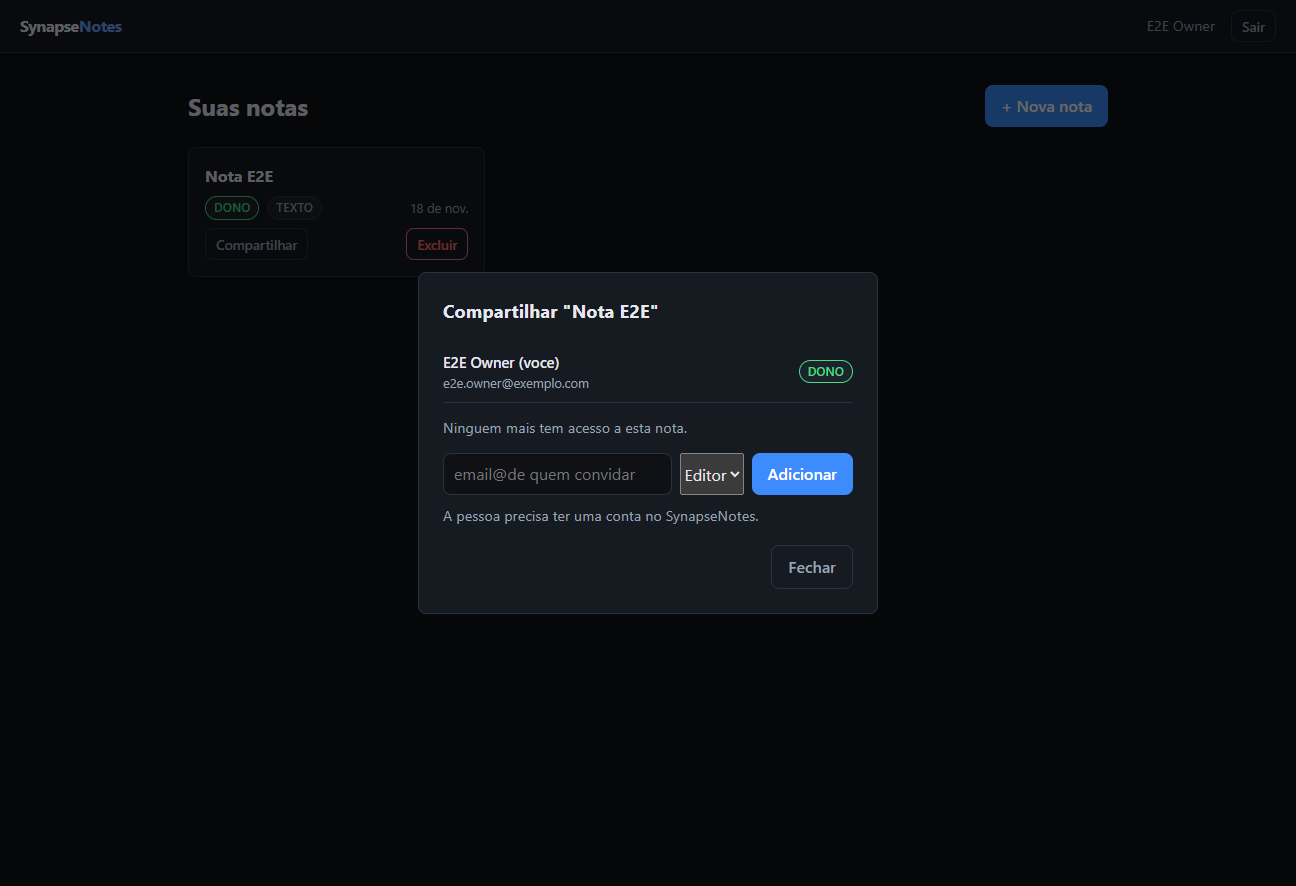 SynapseNotes
E2E Owner
Sair
Suas notas
+ Nova nota
Nota E2E
DONO
TEXTO
18 de nov.
Compartilhar
Excluir
Compartilhar "Nota E2E"
E2E Owner (voce)
e2e.owner@exemplo.com
DONO
Ninguem mais tem acesso a esta nota.
email@de quem convidar
Editor
Adicionar
A pessoa precisa ter uma conta no SynapseNotes.
Fechar